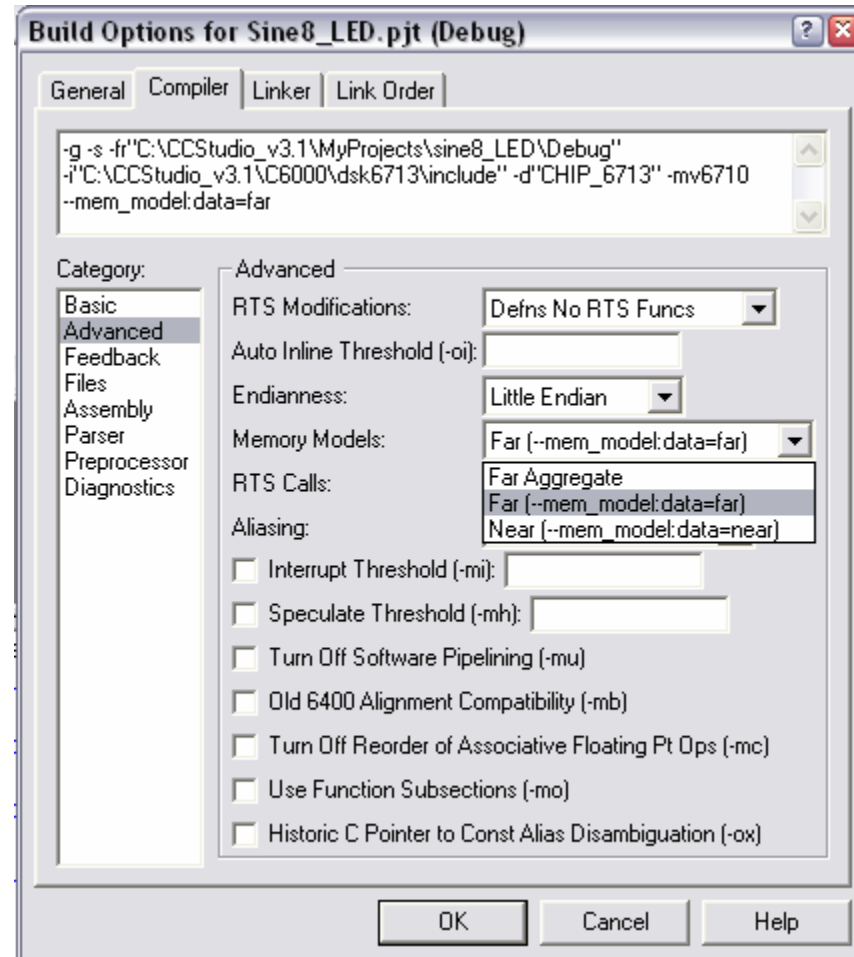 Build Options for Sine8_LED.pjt (Debug)
General Compiler Linker Link Order
-g -s -fr"C:\CCStudio_v3.1\MyProjects\sine8_LED\Debug"
-i"C:\CCStudio_v3.1\C6000\dsk6713\include" -d"CHIP_6713" -mv6710
--mem_model:data=far
Category:
Basic
Advanced
Feedback
Files
Assembly
Parser
Preprocessor
Diagnostics
Advanced
RTS Modifications: Defns No RTS Funcs
Auto Inline Threshold (-oi):
Endianness: Little Endian
Memory Models: Far (--mem_model:data=far)
Far Aggregate
Far (--mem_model:data=far)
Near (--mem_model:data=near)
RTS Calls:
Aliasing:
Interrupt Threshold (-mi):
Speculate Threshold (-mh):
Turn Off Software Pipelining (-mu)
Old 6400 Alignment Compatibility (-mb)
Turn Off Reorder of Associative Floating Pt Ops (-mc)
Use Function Subsections (-mo)
Historic C Pointer to Const Alias Disambiguation (-ox)
OK Cancel Help